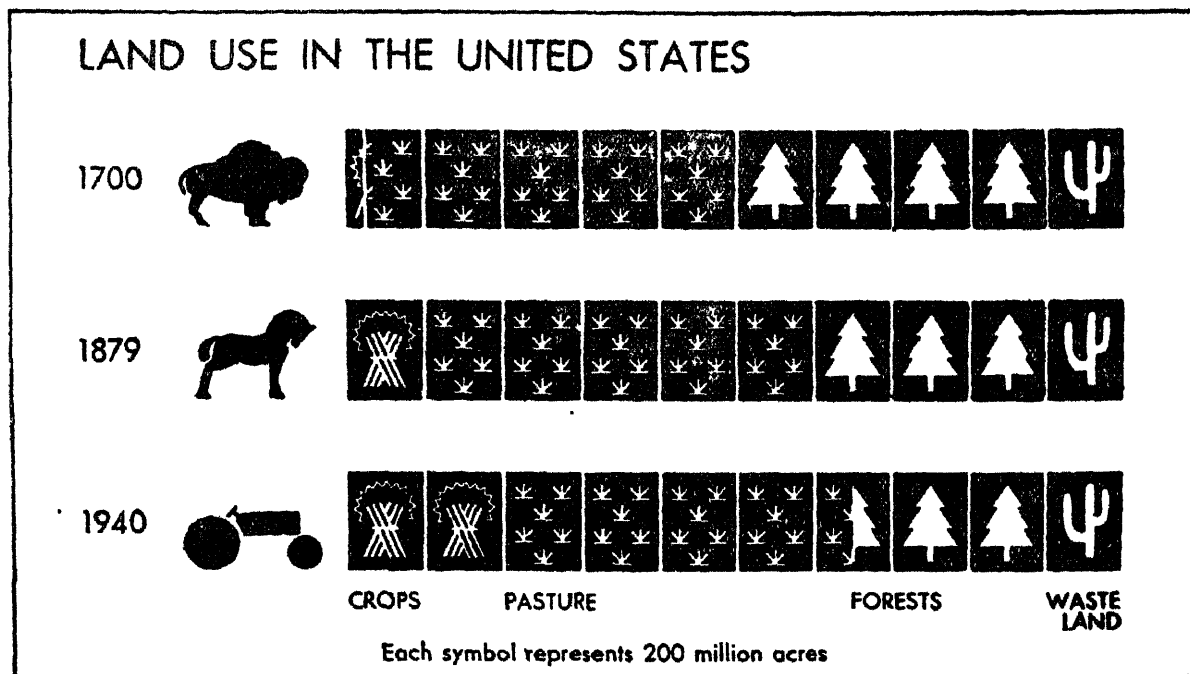 LAND USE IN THE UNITED STATES
1700
1879
1940
CROPS PASTURE FORESTS WASTE
LAND
Each symbol represents 200 million acres